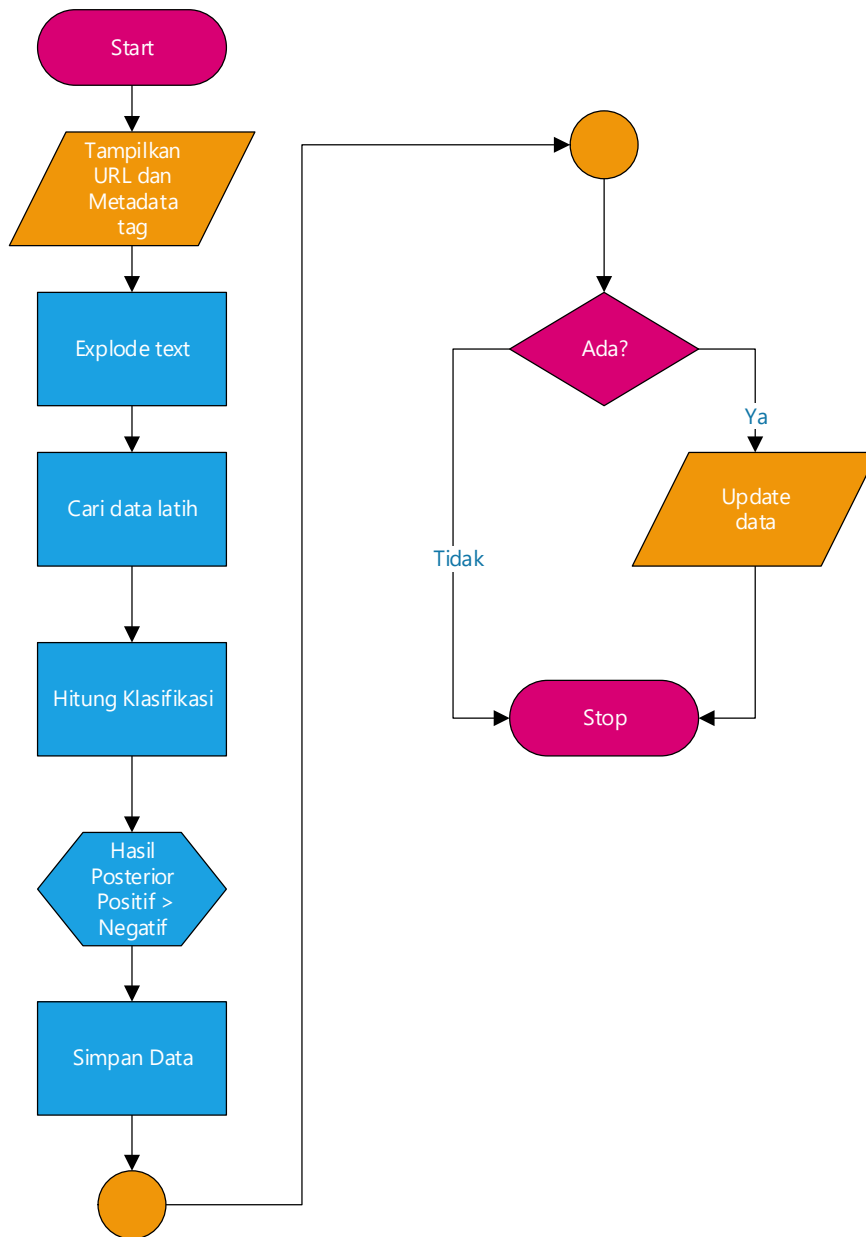 Start
Tampilkan
URL dan
Metadata
tag
Explode text
Cari data latih
Hitung Klasifikasi
Hasil
Posterior
Positif >
Negatif
Simpan Data
Ada?
Ya
Update
data
Tidak
Stop